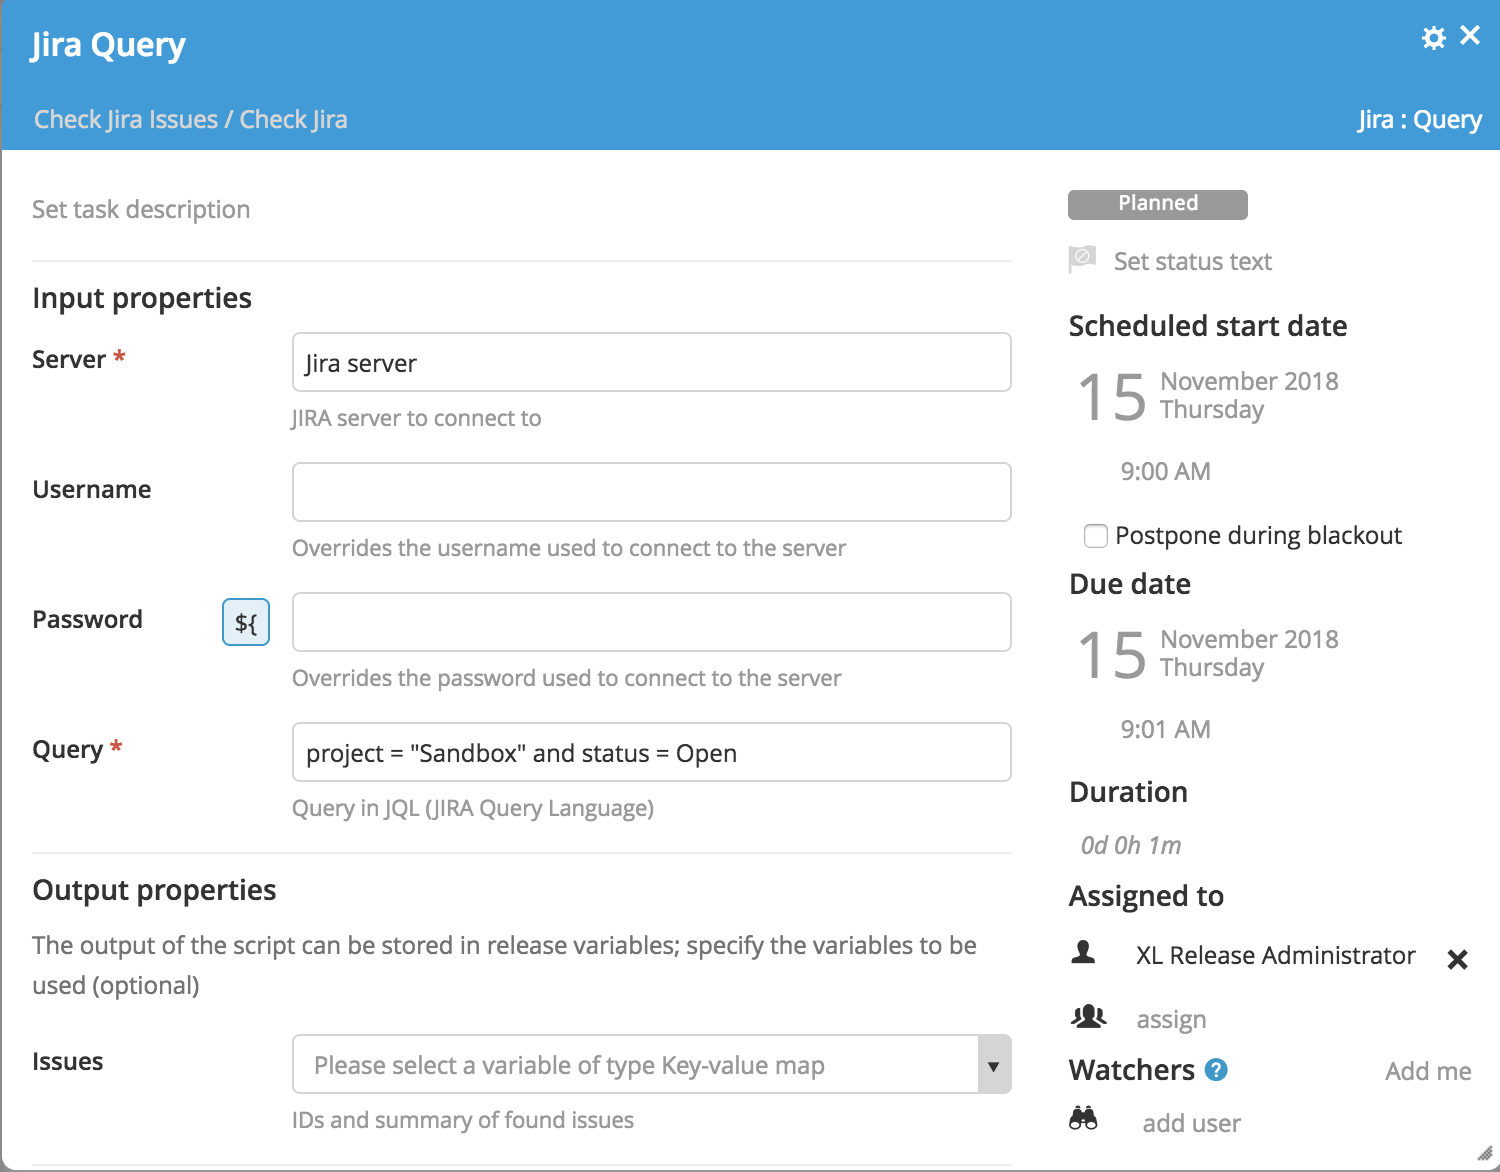 Jira Query
Check Jira Issues / Check Jira
Jira : Query
Set task description
Input properties
Server *
Jira server
JIRA server to connect to
Username
Overrides the username used to connect to the server
Password
${
Overrides the password used to connect to the server
Query *
project = "Sandbox" and status = Open
Query in JQL (JIRA Query Language)
Output properties
The output of the script can be stored in release variables; specify the variables to be
used (optional)
Issues
Please select a variable of type Key-value map
IDs and summary of found issues
Planned
Set status text
Scheduled start date
15
November 2018
Thursday
9:00 AM
Postpone during blackout
Due date
15
November 2018
Thursday
9:01 AM
Duration
0d 0h 1m
Assigned to
XL Release Administrator
assign
Watchers ?
Add me
add user